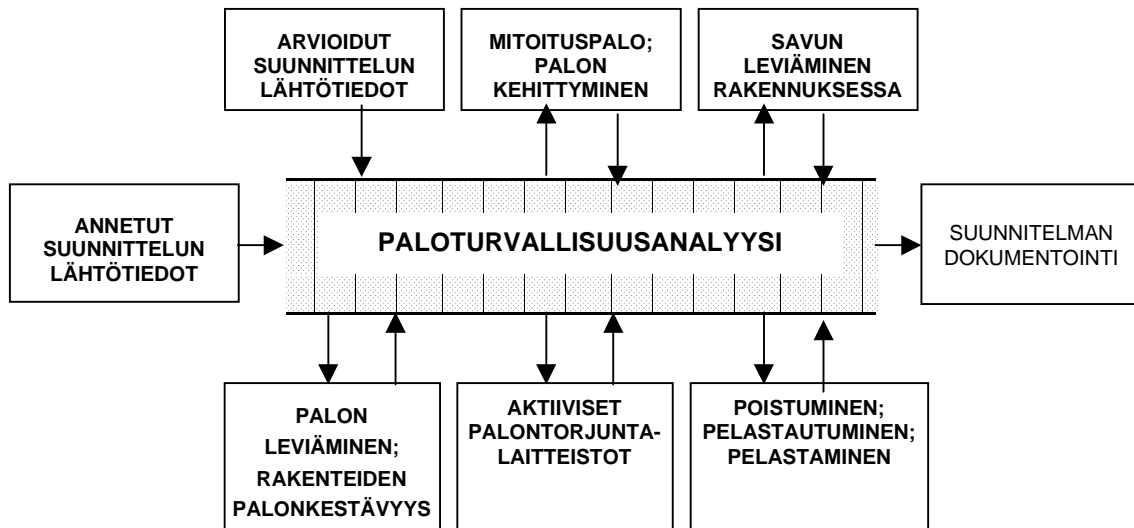 ARVIOIDUT
SUUNNITTELUN
LÄHTÖTIEDOT
MITOITUSPALO;
PALON
KEHITTYMINEN
SAVUN
LEVIÄMINEN
RAKENNUKSESSA
ANNETUT
SUUNNITTELUN
LÄHTÖTIEDOT
PALOTURVALLISUUSANALYYSI
SUUNNITELMAN
DOKUMENTOINTI
PALON
LEVIÄMINEN;
RAKENTEIDEN
PALONKESTÄVYYS
AKTIIVISET
PALONTORJUNTA-
LAITTEISTOT
POISTUMINEN;
PELASTAUTUMINEN;
PELASTAMINEN